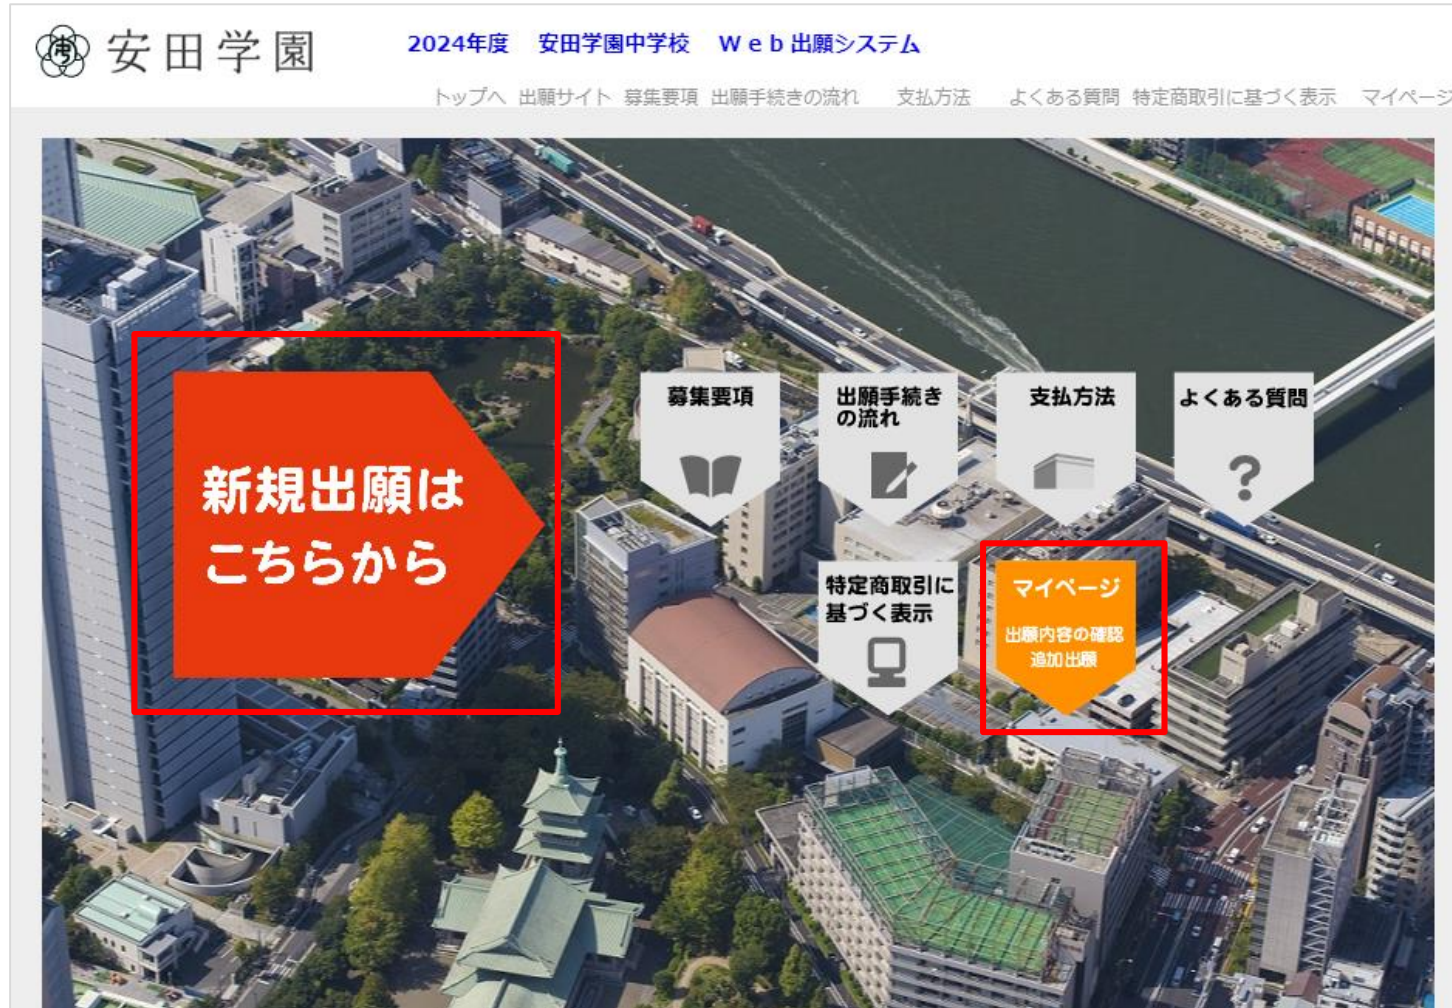 安田学園
2024年度 安田学園中学校 Web出願システム
トップへ 出願サイト 募集要項 出願手続きの流れ 支払方法 よくある質問 特定商取引に基づく表示 マイページ
新規出願は
こちらから
募集要項
出願手続き
の流れ
支払方法
よくある質問
?
特定商取引に
基づく表示
マイページ
出願内容の確認
追加出願